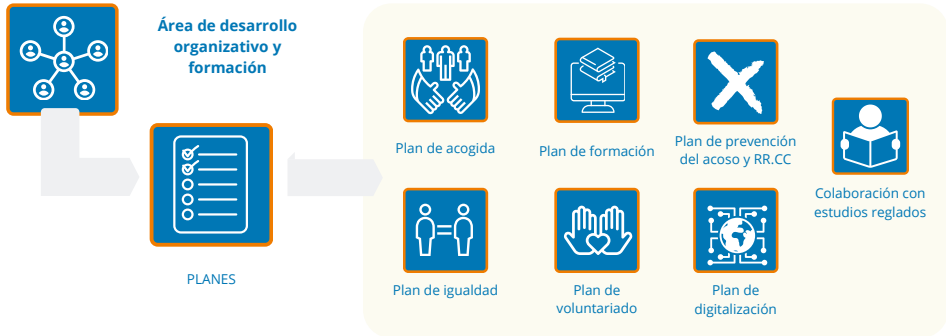 Área de desarrollo
organizativo y
formación
PLANES
Plan de acogida
Plan de formación
Plan de prevención
del acoso y RR.CC
Colaboración con
estudios reglados
Plan de igualdad
Plan de
voluntariado
Plan de
digitalización